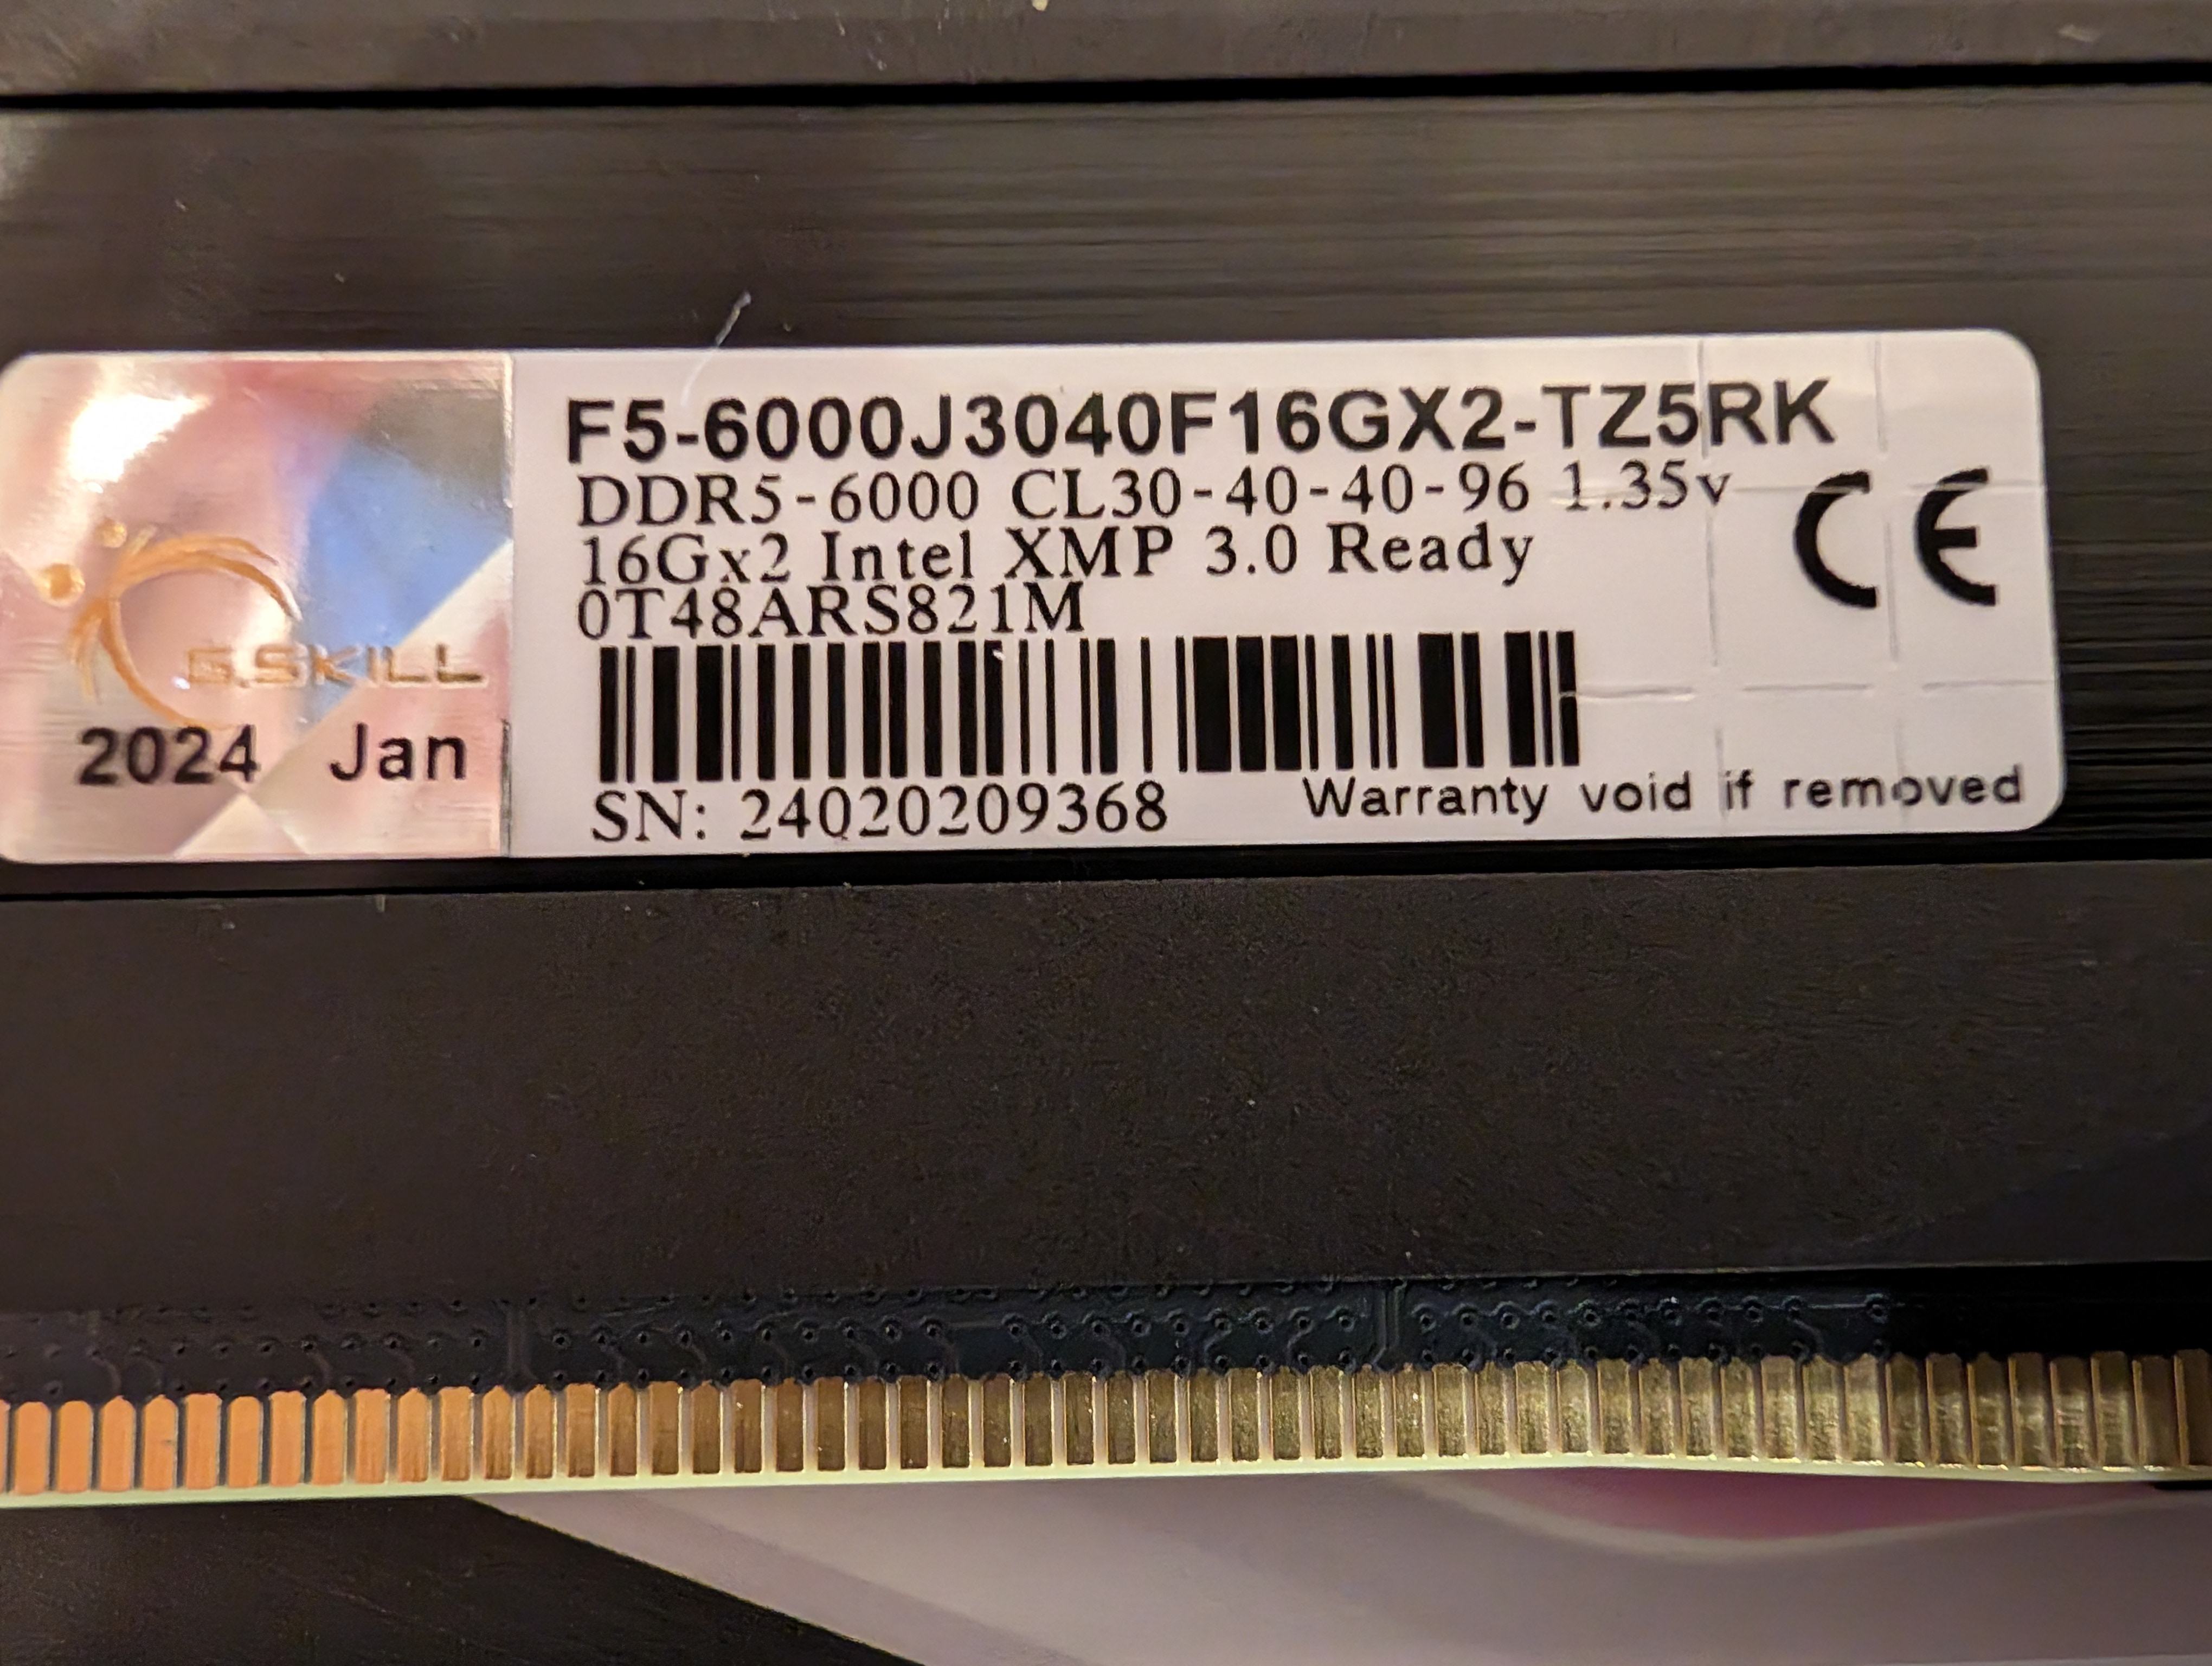 F5-6000J3040F16GX2-TZ5RK
DDR5-6000 CL30-40-40-96 1.35v
16Gx2 Intel XMP 3.0 Ready
0T48ARS821M
CE
G.SKILL
2024 Jan
SN: 24020209368
Warranty void if removed